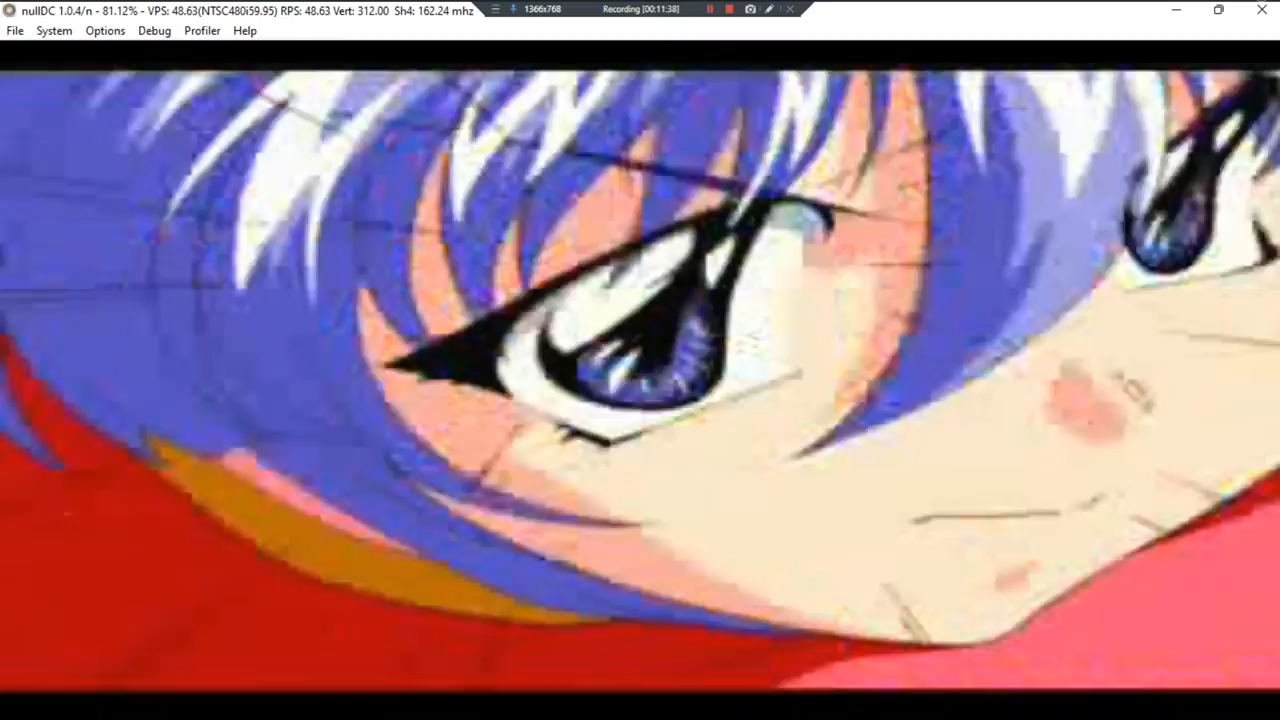 nullDC 1.0.4/n - 81.12% - VPS: 48.63(NTSC480i59.95) RPS: 48.63 Vert: 312.00 Sh4: 162.24 mhz
1366x768
Recording [00:11:38]
File System Options Debug Profiler Help